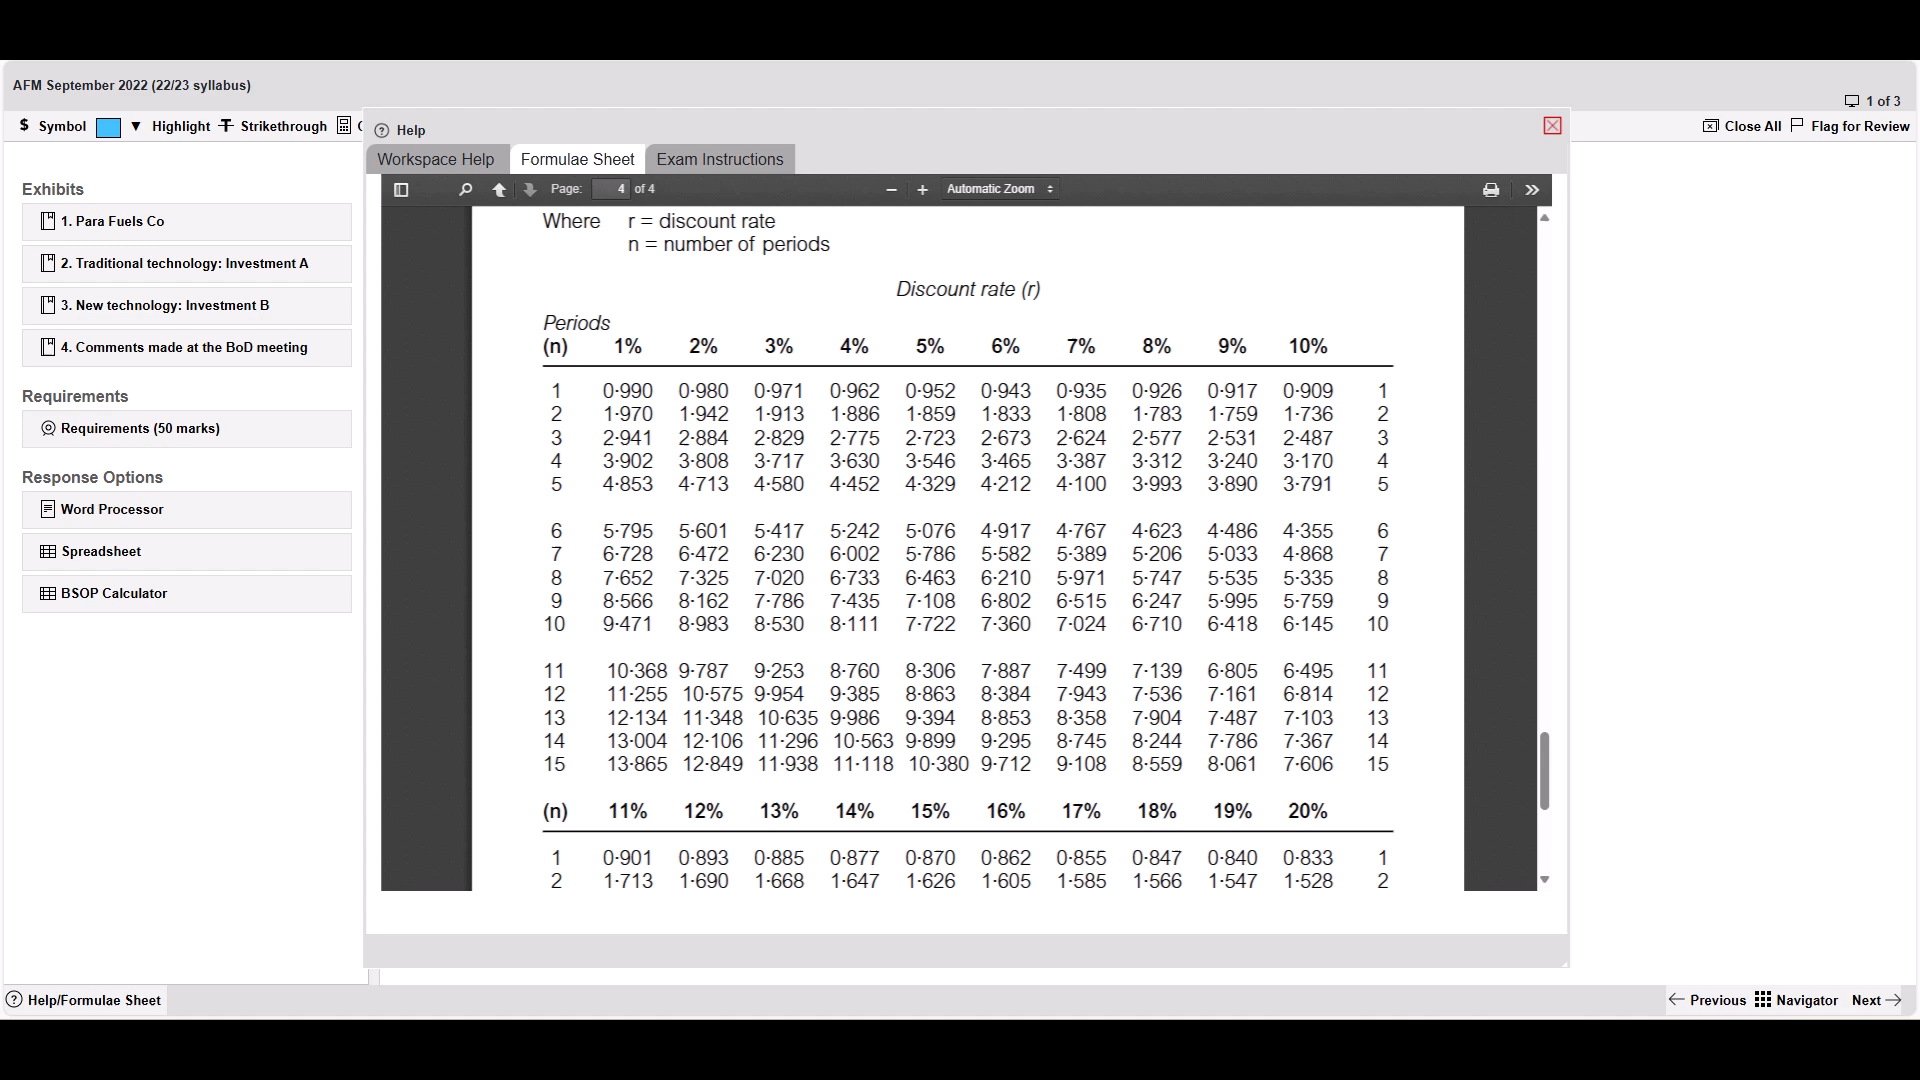 AFM September 2022 (22/23 syllabus)
1 of 3
$ Symbol ▼ Highlight Strikethrough
Close All Flag for Review
Help
Workspace Help Formulae Sheet Exam Instructions
Page: 4 of 4 − + Automatic Zoom
Exhibits
1. Para Fuels Co
2. Traditional technology: Investment A
3. New technology: Investment B
4. Comments made at the BoD meeting
Requirements
Requirements (50 marks)
Response Options
Word Processor
Spreadsheet
BSOP Calculator
Where r = discount rate
n = number of periods
Discount rate (r)
Periods
(n) 1% 2% 3% 4% 5% 6% 7% 8% 9% 10%
1 0·990 0·980 0·971 0·962 0·952 0·943 0·935 0·926 0·917 0·909 1
2 1·970 1·942 1·913 1·886 1·859 1·833 1·808 1·783 1·759 1·736 2
3 2·941 2·884 2·829 2·775 2·723 2·673 2·624 2·577 2·531 2·487 3
4 3·902 3·808 3·717 3·630 3·546 3·465 3·387 3·312 3·240 3·170 4
5 4·853 4·713 4·580 4·452 4·329 4·212 4·100 3·993 3·890 3·791 5
6 5·795 5·601 5·417 5·242 5·076 4·917 4·767 4·623 4·486 4·355 6
7 6·728 6·472 6·230 6·002 5·786 5·582 5·389 5·206 5·033 4·868 7
8 7·652 7·325 7·020 6·733 6·463 6·210 5·971 5·747 5·535 5·335 8
9 8·566 8·162 7·786 7·435 7·108 6·802 6·515 6·247 5·995 5·759 9
10 9·471 8·983 8·530 8·111 7·722 7·360 7·024 6·710 6·418 6·145 10
11 10·368 9·787 9·253 8·760 8·306 7·887 7·499 7·139 6·805 6·495 11
12 11·255 10·575 9·954 9·385 8·863 8·384 7·943 7·536 7·161 6·814 12
13 12·134 11·348 10·635 9·986 9·394 8·853 8·358 7·904 7·487 7·103 13
14 13·004 12·106 11·296 10·563 9·899 9·295 8·745 8·244 7·786 7·367 14
15 13·865 12·849 11·938 11·118 10·380 9·712 9·108 8·559 8·061 7·606 15
(n) 11% 12% 13% 14% 15% 16% 17% 18% 19% 20%
1 0·901 0·893 0·885 0·877 0·870 0·862 0·855 0·847 0·840 0·833 1
2 1·713 1·690 1·668 1·647 1·626 1·605 1·585 1·566 1·547 1·528 2
Help/Formulae Sheet
Previous Navigator Next